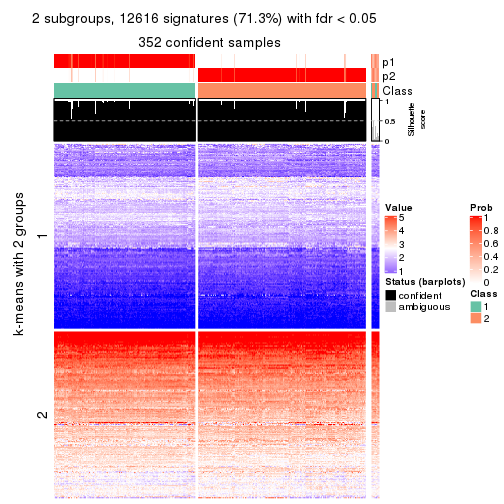 2 subgroups, 12616 signatures (71.3%) with fdr < 0.05
352 confident samples
p1
p2
Class
1
0.5
0
Silhouette
score
k-means with 2 groups
1
2
Value
5
4
3
2
1
Status (barplots)
confident
ambiguous
Prob
1
0.8
0.6
0.4
0.2
0
Class
1
2